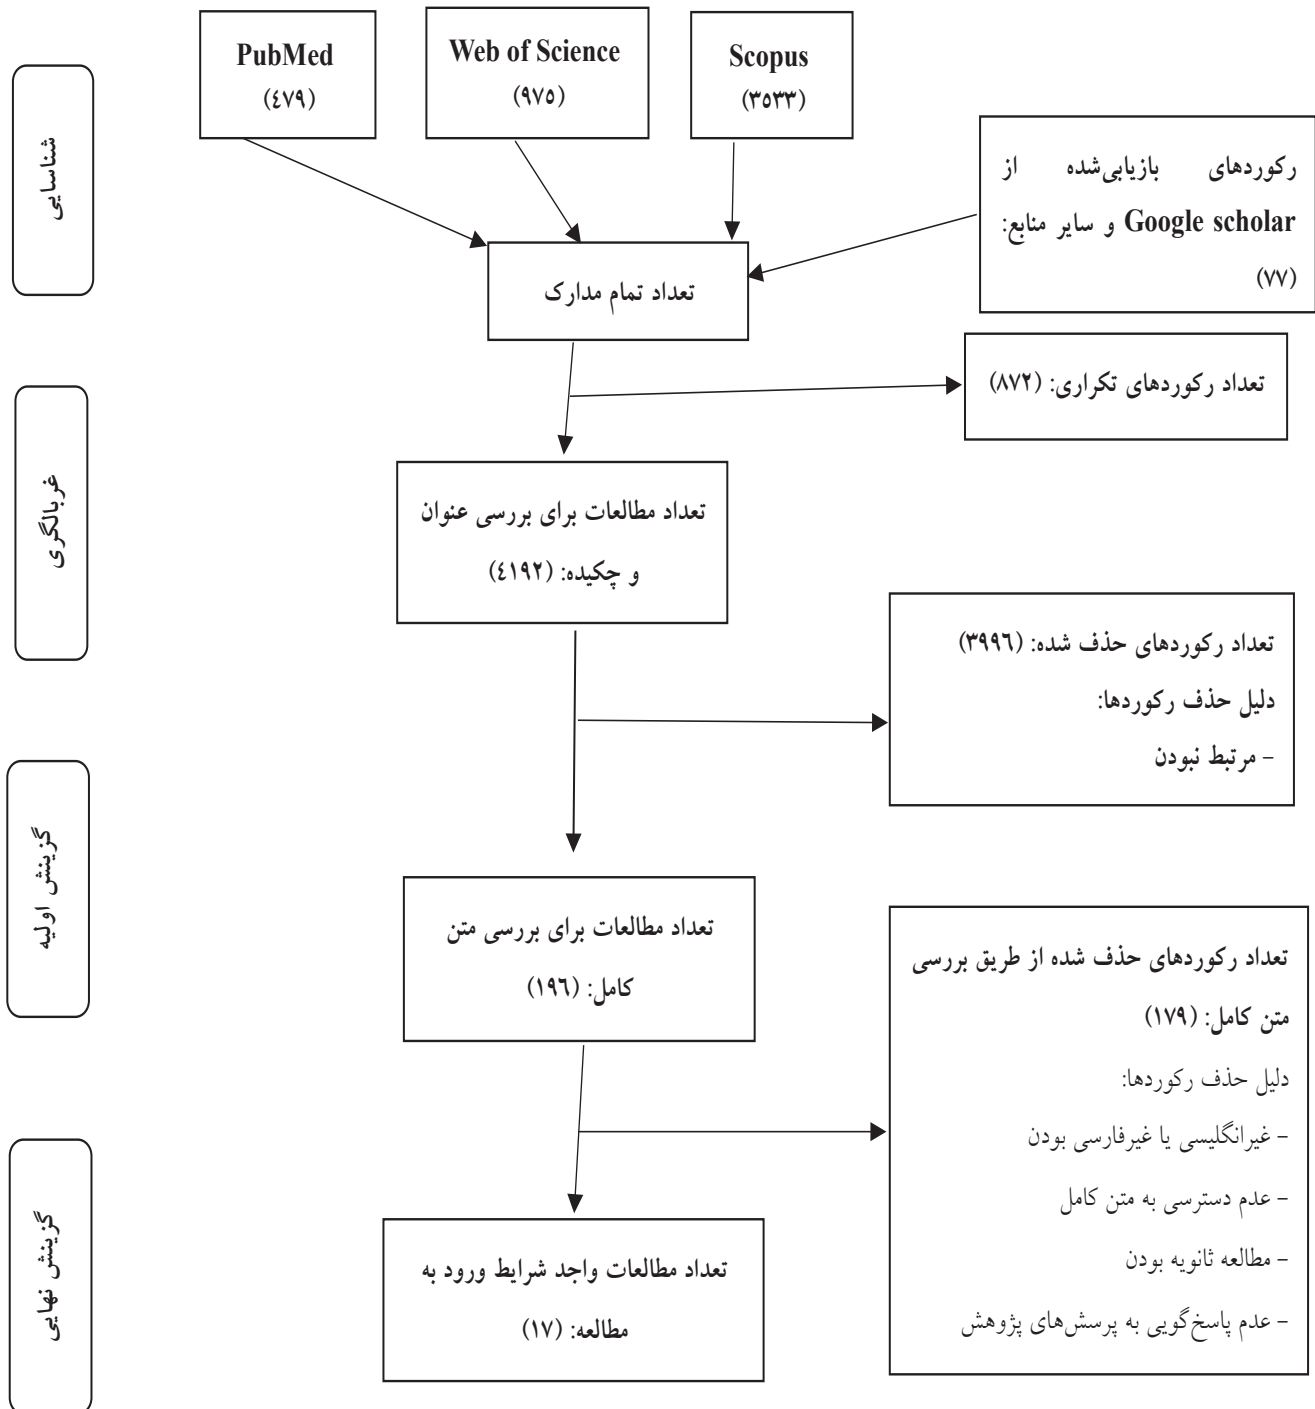 PubMed
(٤٧٩)
Web of Science
(٩٧٥)
Scopus
(٣٥٣٣)
شناسایی
رکوردهای بازیابی‌شده از
Google scholar و سایر منابع:
(٧٧)
تعداد تمام مدارک
تعداد رکوردهای تکراری: (٨٧٢)
غربالگری
تعداد مطالعات برای بررسی عنوان
و چکیده: (٤١٩٢)
تعداد رکوردهای حذف شده: (٣٩٩٦)
دلیل حذف رکوردها:
- مرتبط نبودن
گزینش اولیه
تعداد مطالعات برای بررسی متن
کامل: (١٩٦)
تعداد رکوردهای حذف شده از طریق بررسی
متن کامل: (١٧٩)
دلیل حذف رکوردها:
- غیرانگلیسی یا غیرفارسی بودن
- عدم دسترسی به متن کامل
- مطالعه ثانویه بودن
- عدم پاسخ‌گویی به پرسش‌های پژوهش
گزینش نهایی
تعداد مطالعات واجد شرایط ورود به
مطالعه: (١٧)